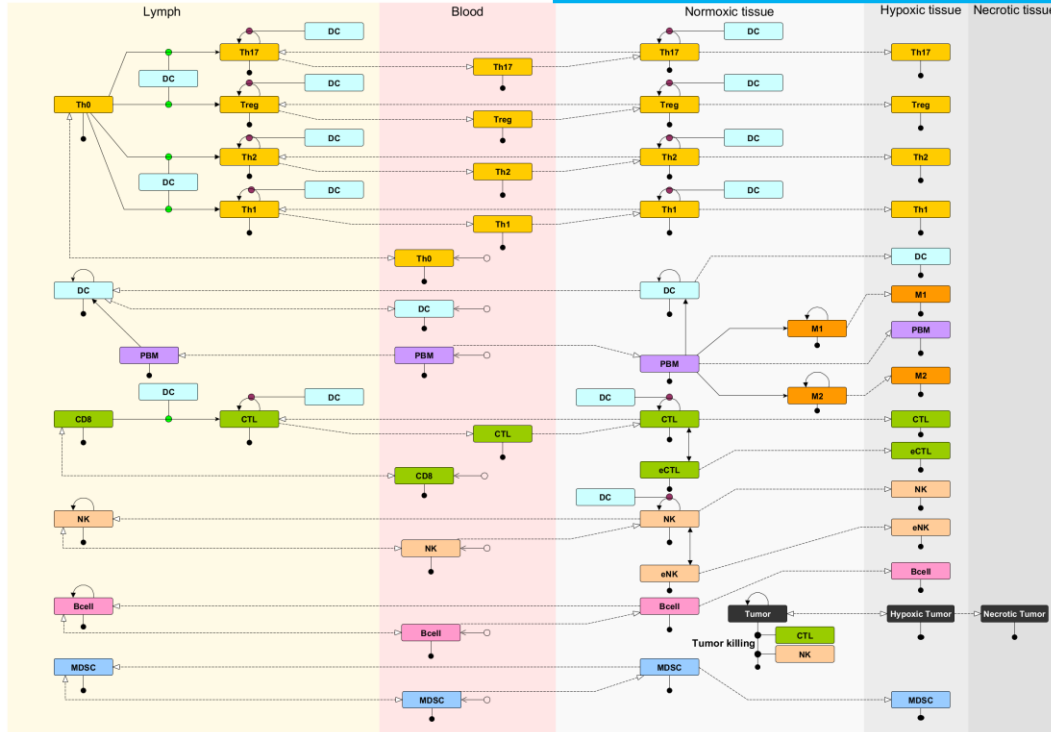 Lymph Blood Normoxic tissue Hypoxic tissue Necrotic tissue
DC DC
Th17 Th17 Th17
Th17
DC DC DC
Th0 Treg Treg Treg
Treg
DC DC
Th2 Th2 Th2
Th2
DC DC DC
Th1 Th1 Th1
Th1
Th0 DC
DC DC
M1
DC
M1 PBM
PBM PBM PBM
M2
DC DC DC M2
CD8 CTL CTL CTL
CTL
eCTL
CD8 eCTL
NK
DC
NK NK
eNK
NK
Bcell
eNK
Bcell Bcell
Tumor Hypoxic Tumor Necrotic Tumor
Bcell CTL
Tumor killing
NK
MDSC MDSC
MDSC MDSC